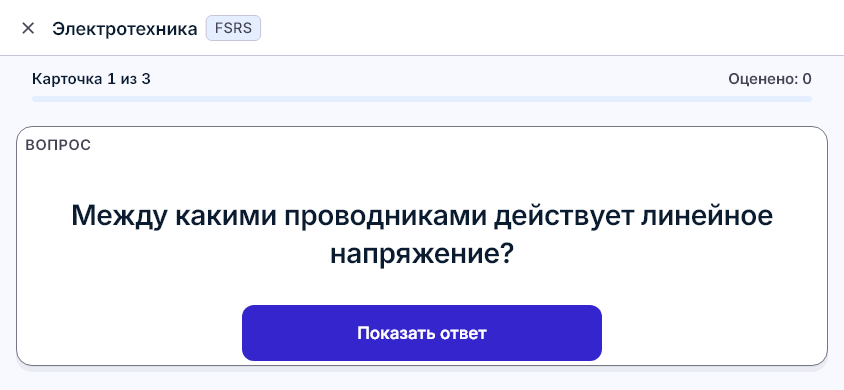 Электротехника FSRS
Карточка 1 из 3 Оценено: 0
ВОПРОС
Между какими проводниками действует линейное
напряжение?
Показать ответ